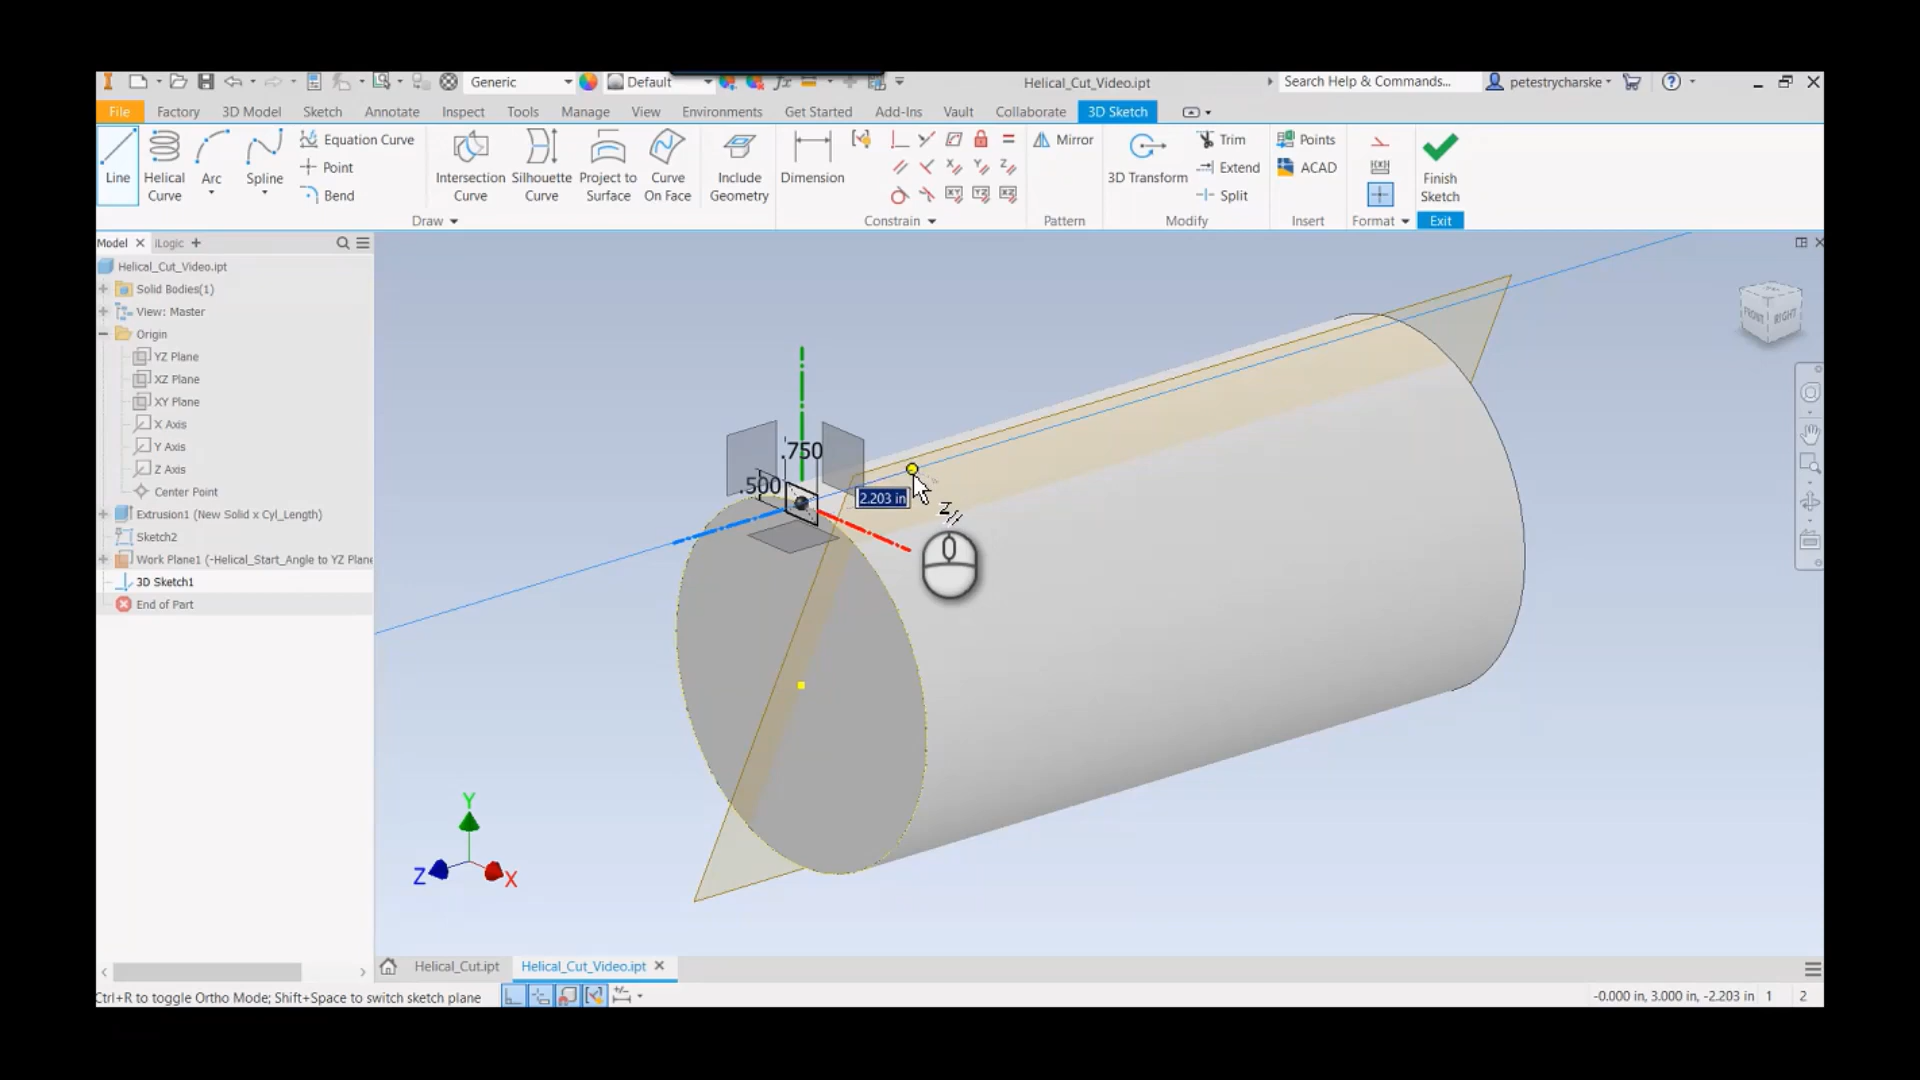 Generic
Default
fx
Helical_Cut_Video.ipt
Search Help & Commands...
petestrycharske
File
Factory
3D Model
Sketch
Annotate
Inspect
Tools
Manage
View
Environments
Get Started
Add-Ins
Vault
Collaborate
3D Sketch
Line
Helical
Curve
Arc
Spline
Equation Curve
Point
Bend
Intersection
Curve
Silhouette
Curve
Project to
Surface
Curve
On Face
Include
Geometry
Dimension
Mirror
3D Transform
Trim
Extend
Split
Points
ACAD
Finish
Sketch
Draw
Constrain
Pattern
Modify
Insert
Format
Exit
Model
iLogic
Helical_Cut_Video.ipt
Solid Bodies(1)
View: Master
Origin
YZ Plane
XZ Plane
XY Plane
X Axis
Y Axis
Z Axis
Center Point
Extrusion1 (New Solid x Cyl_Length)
Sketch2
Work Plane1 (-Helical_Start_Angle to YZ Plane
3D Sketch1
End of Part
FRONT
RIGHT
.750
.500
2.203 in
Z
Y
Z
X
Helical_Cut.ipt
Helical_Cut_Video.ipt
Ctrl+R to toggle Ortho Mode; Shift+Space to switch sketch plane
-0.000 in, 3.000 in, -2.203 in
1
2